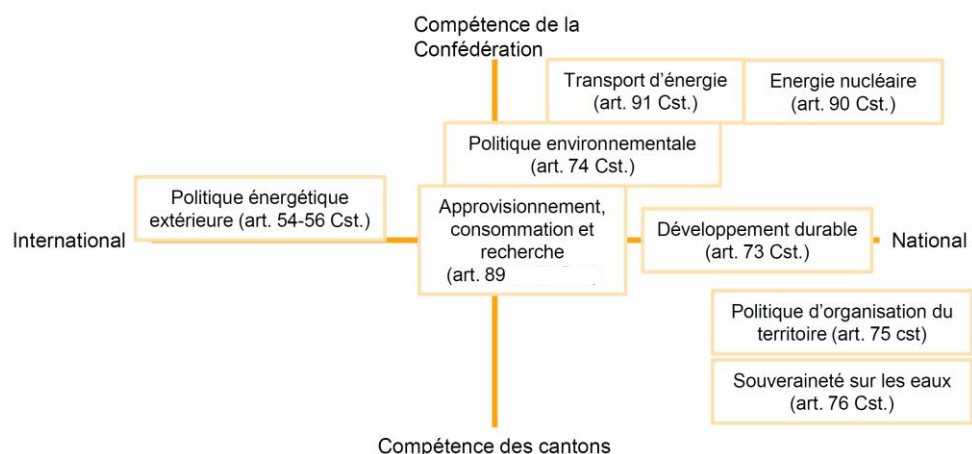 Compétence de la
Confédération
Transport d'énergie
(art. 91 Cst.)
Energie nucléaire
(art. 90 Cst.)
Politique environnementale
(art. 74 Cst.)
Politique énergétique
extérieure (art. 54-56 Cst.)
Approvisionnement,
consommation et
recherche
(art. 89
International
Développement durable
(art. 73 Cst.)
National
Politique d'organisation du
territoire (art. 75 cst)
Souveraineté sur les eaux
(art. 76 Cst.)
Compétence des cantons